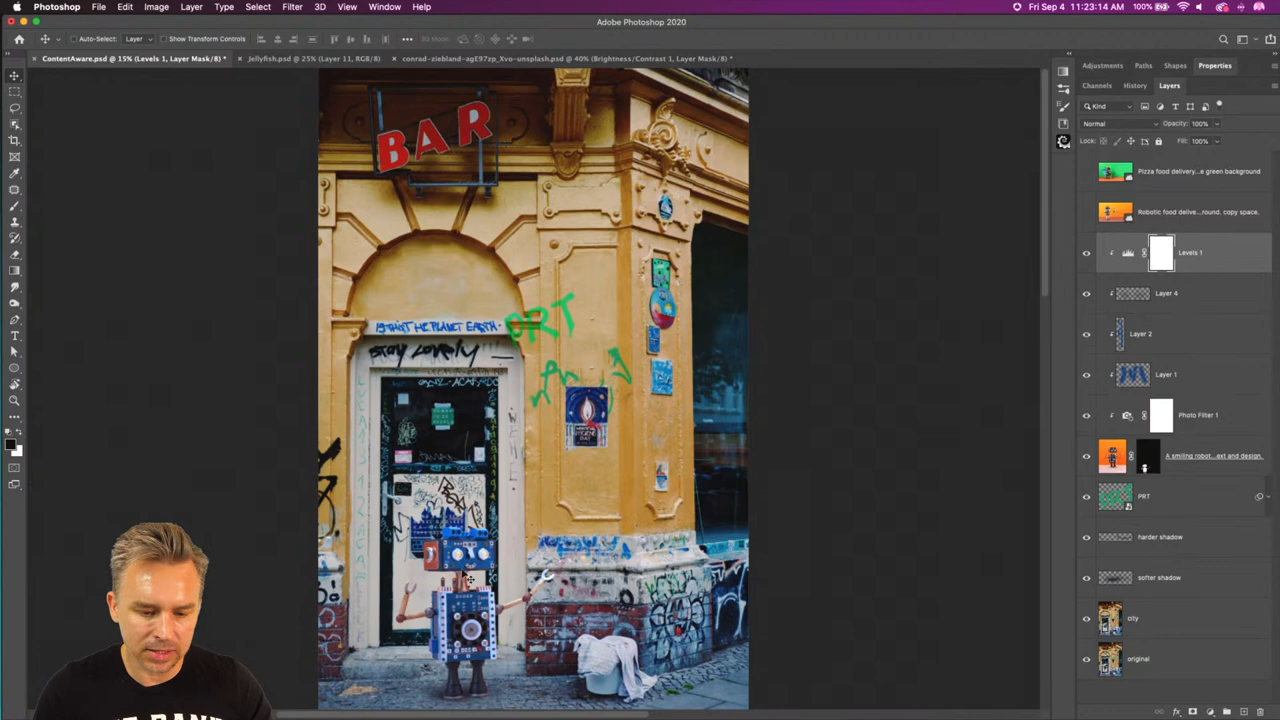 Photoshop File Edit Image Layer Type Select Filter 3D View Window Help 100% Fri Sep 4 11:23:14 AM
Adobe Photoshop 2020
Auto-Select: Layer Show Transform Controls 3D Mode:
ContentAware.psd @ 15% (Levels 1, Layer Mask/8) * Jellyfish.psd @ 25% (Layer 11, RGB/8) conrad-ziebland-agE97zp_Xvo-unsplash.psd @ 40% (Brightness/Contrast 1, Layer Mask/8) *
Adjustments Paths Shapes Properties
Channels History Layers
Kind
Normal Opacity: 100%
Lock: Fill: 100%
Pizza food delivery...e green background
Robotic food delive...round. copy space.
Levels 1
Layer 4
Layer 2
Layer 1
Photo Filter 1
A smiling robot...ext and design.
PRT
harder shadow
softer shadow
city
original
BAR
PRT
stay lovely